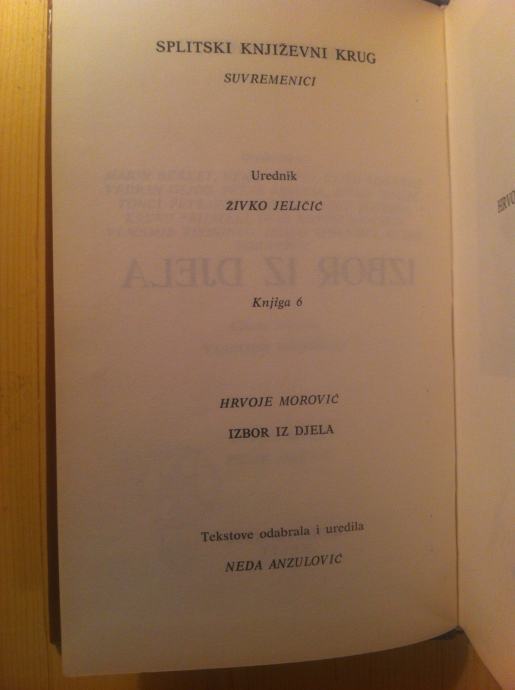 SPLITSKI KNJIŽEVNI KRUG
SUVREMENICI
Urednik
ŽIVKO JELIČIĆ
Knjiga 6
HRVOJE MOROVIĆ
IZBOR IZ DJELA
Tekstove odabrala i uredila
NEDA ANZULOVIĆ